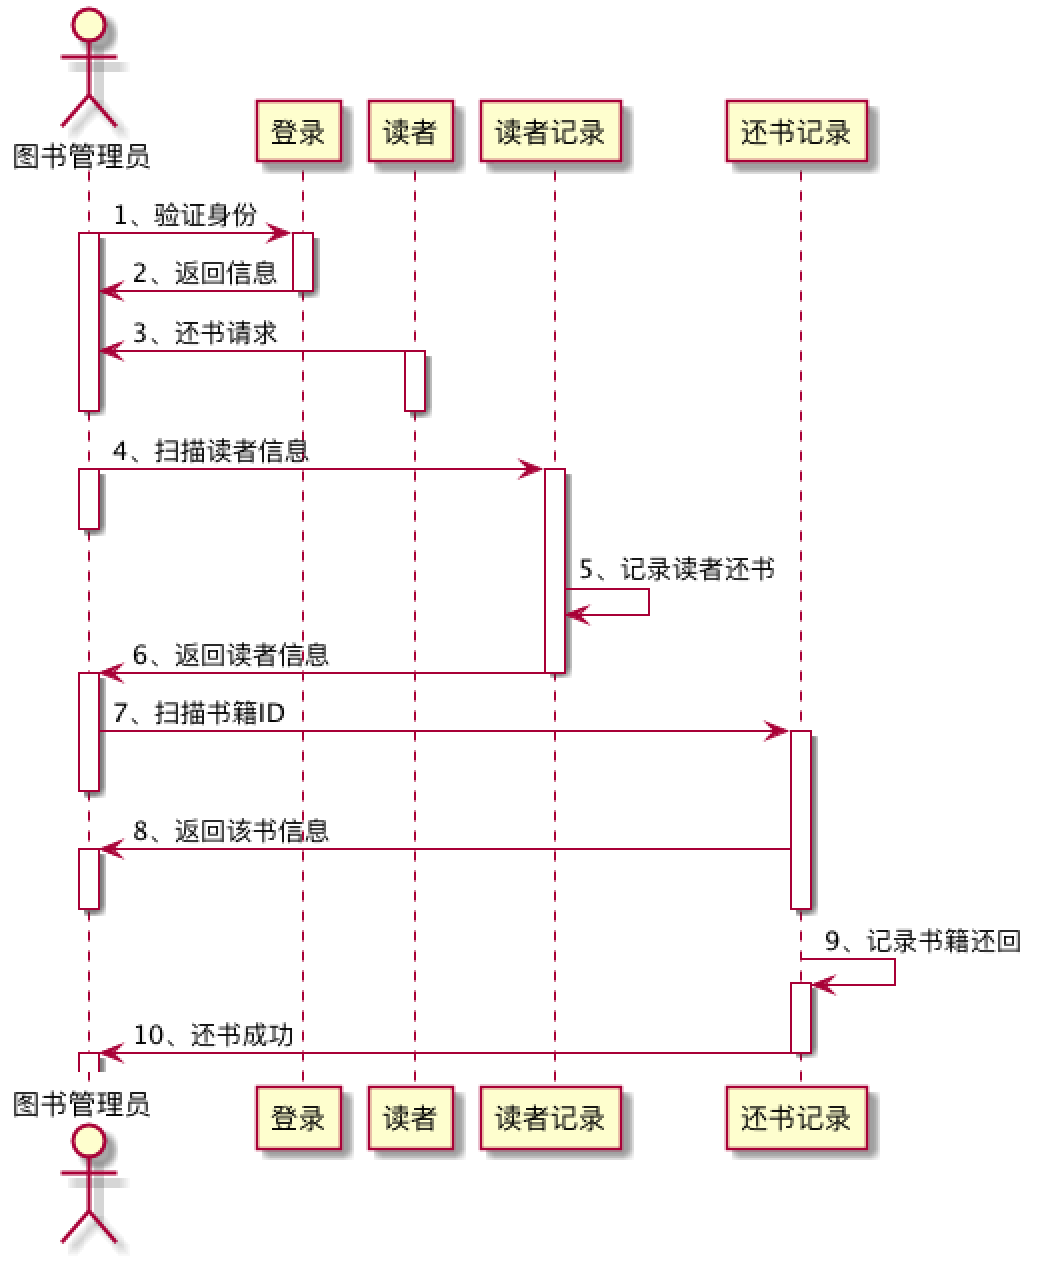 图书管理员
登录
读者
读者记录
还书记录
1、验证身份
2、返回信息
3、还书请求
4、扫描读者信息
5、记录读者还书
6、返回读者信息
7、扫描书籍ID
8、返回该书信息
9、记录书籍还回
10、还书成功
图书管理员
登录
读者
读者记录
还书记录